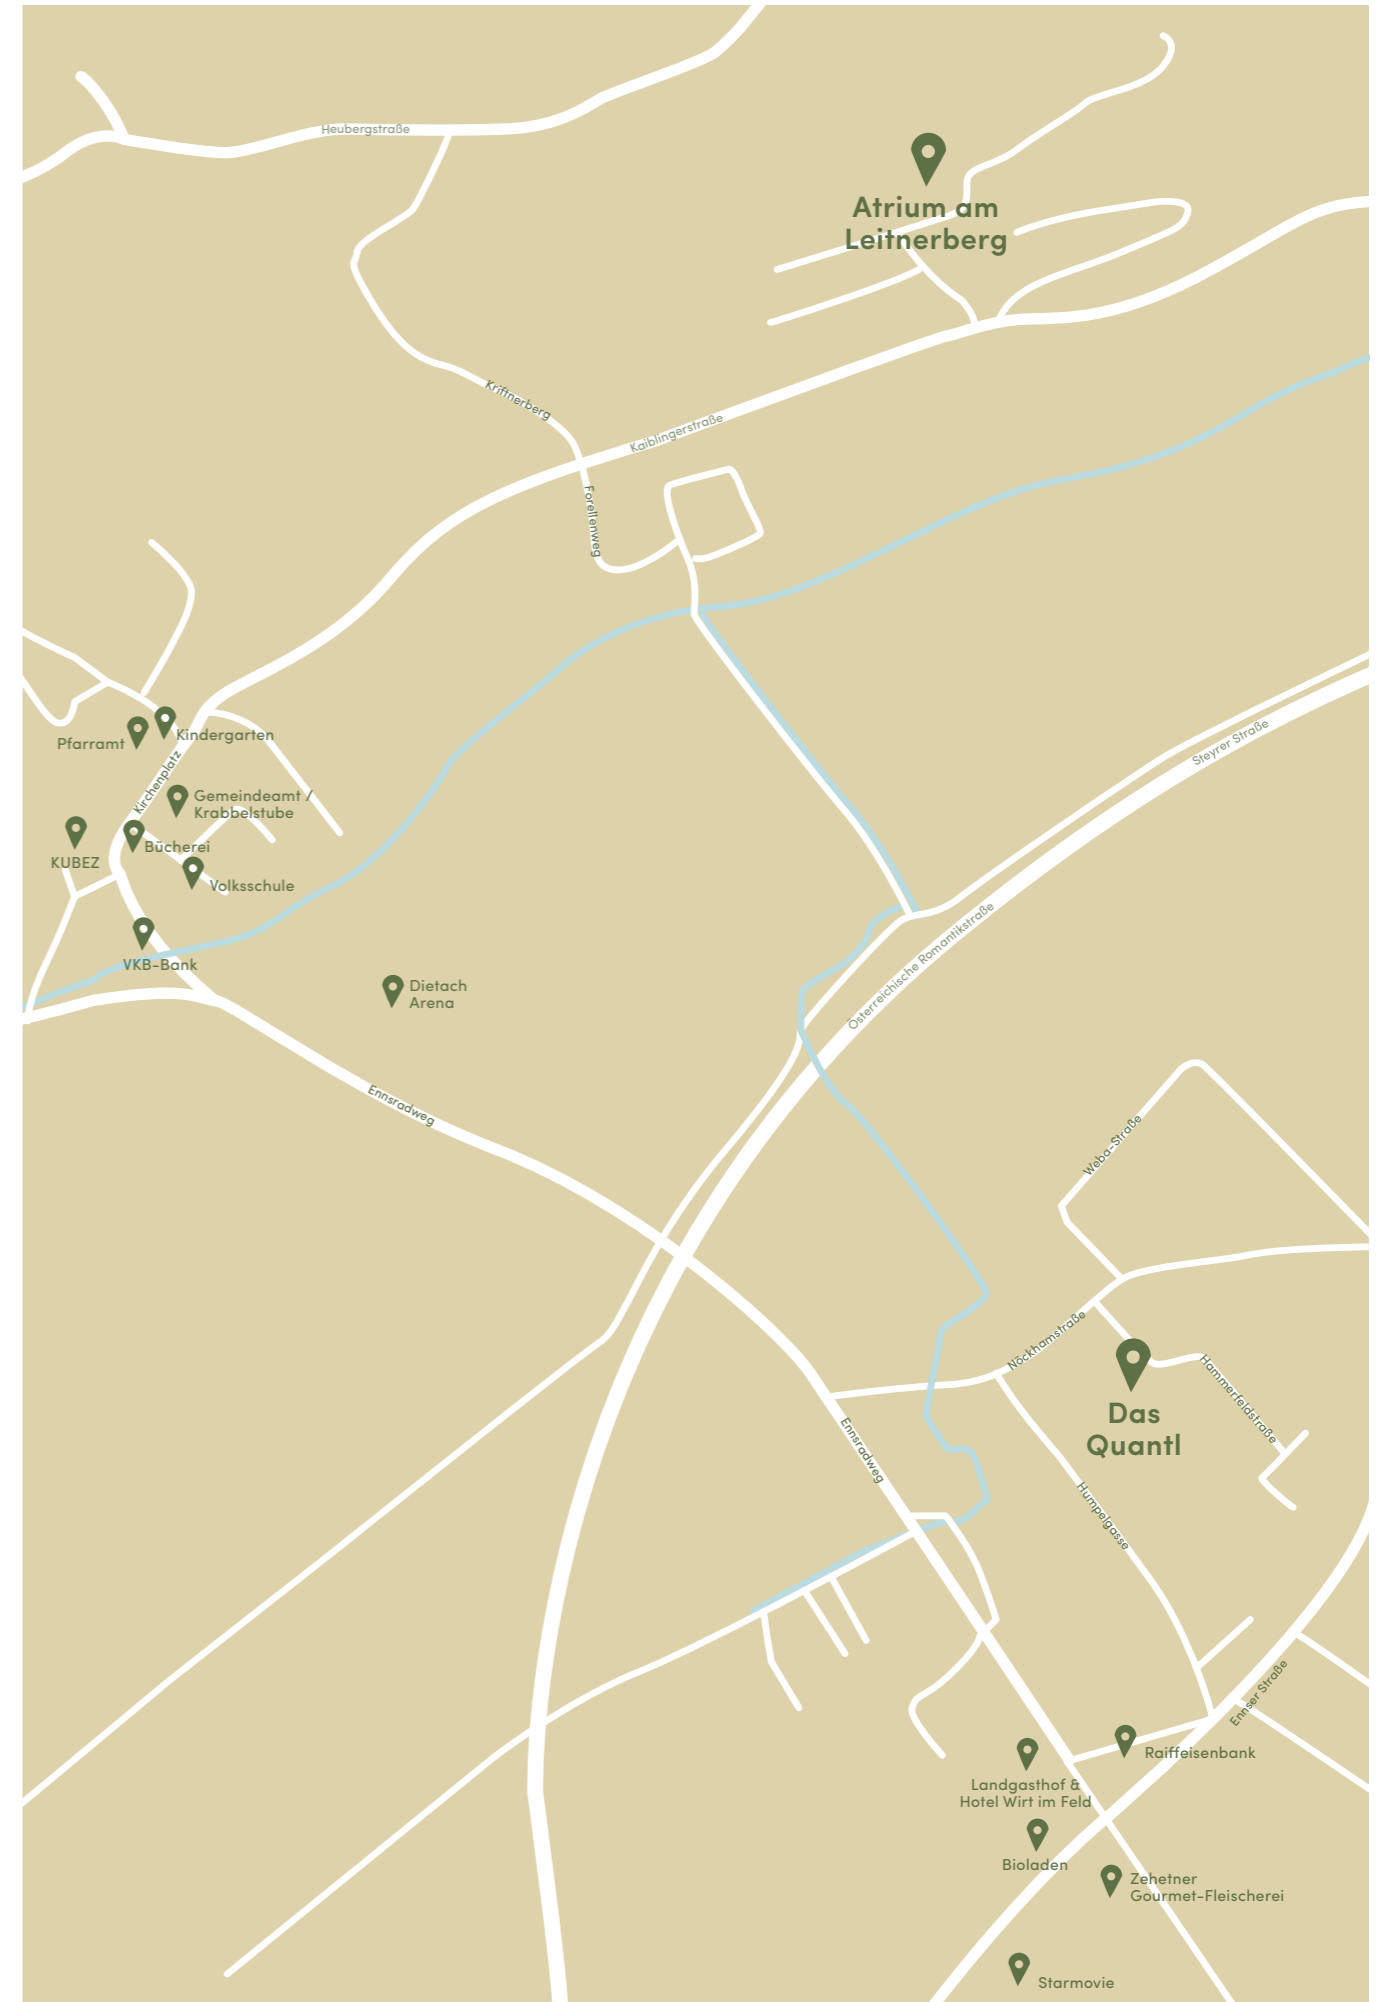 Heubergstraße
Atrium am
Leitnerberg
Kriftnerberg
Kaiblingerstraße
Forellenweg
Steyrer Straße
Pfarramt
Kindergarten
Kirchenplatz
Gemeindeamt /
Krabbelstube
KUBEZ
Bücherei
Volksschule
VKB-Bank
Österreichische Romantikstraße
Dietach
Arena
Ennsradweg
Weba-Straße
Nöckhamstraße
Hammerfeldstraße
Das
Quantl
Ennsradweg
Humpelgasse
Ennser Straße
Raiffeisenbank
Landgasthof &
Hotel Wirt im Feld
Bioladen
Zehetner
Gourmet-Fleischerei
Starmovie